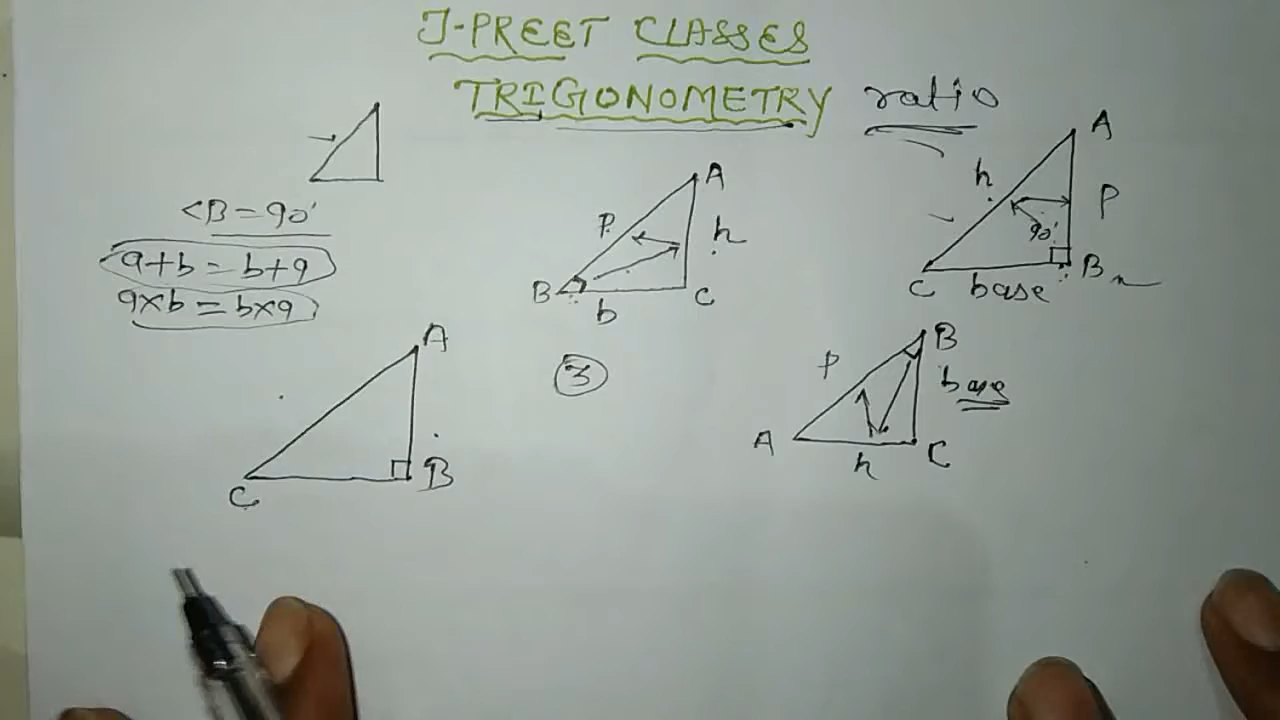 J-PREET CLASSES
TRIGONOMETRY ratio
<B=90°
a+b=b+a
a×b=b×a
A
P
h
B
b
C
A
h
P
90°
C
base
B
A
C
B
3
B
P
base
A
h
C